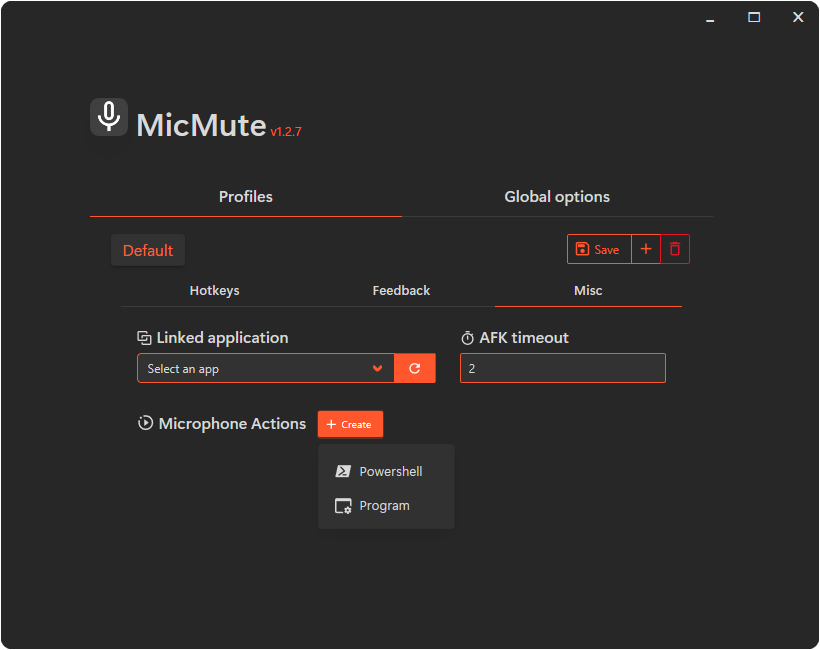 MicMute v1.2.7
Profiles Global options
Default Save
Hotkeys Feedback Misc
Linked application AFK timeout
Select an app 2
Microphone Actions + Create
Powershell
Program